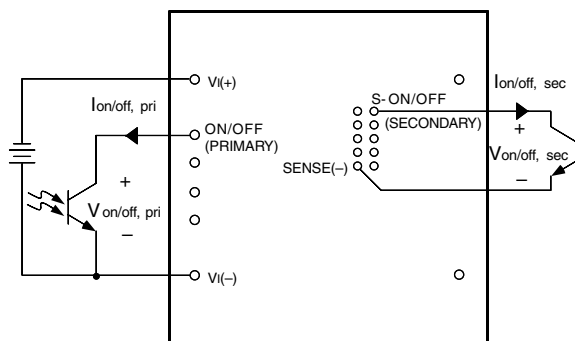 VI(+)
Ion/off, pri
ON/OFF
(PRIMARY)
+
Von/off, pri
–
VI(–)
S- ON/OFF
(SECONDARY)
SENSE(–)
Ion/off, sec
+
Von/off, sec
–